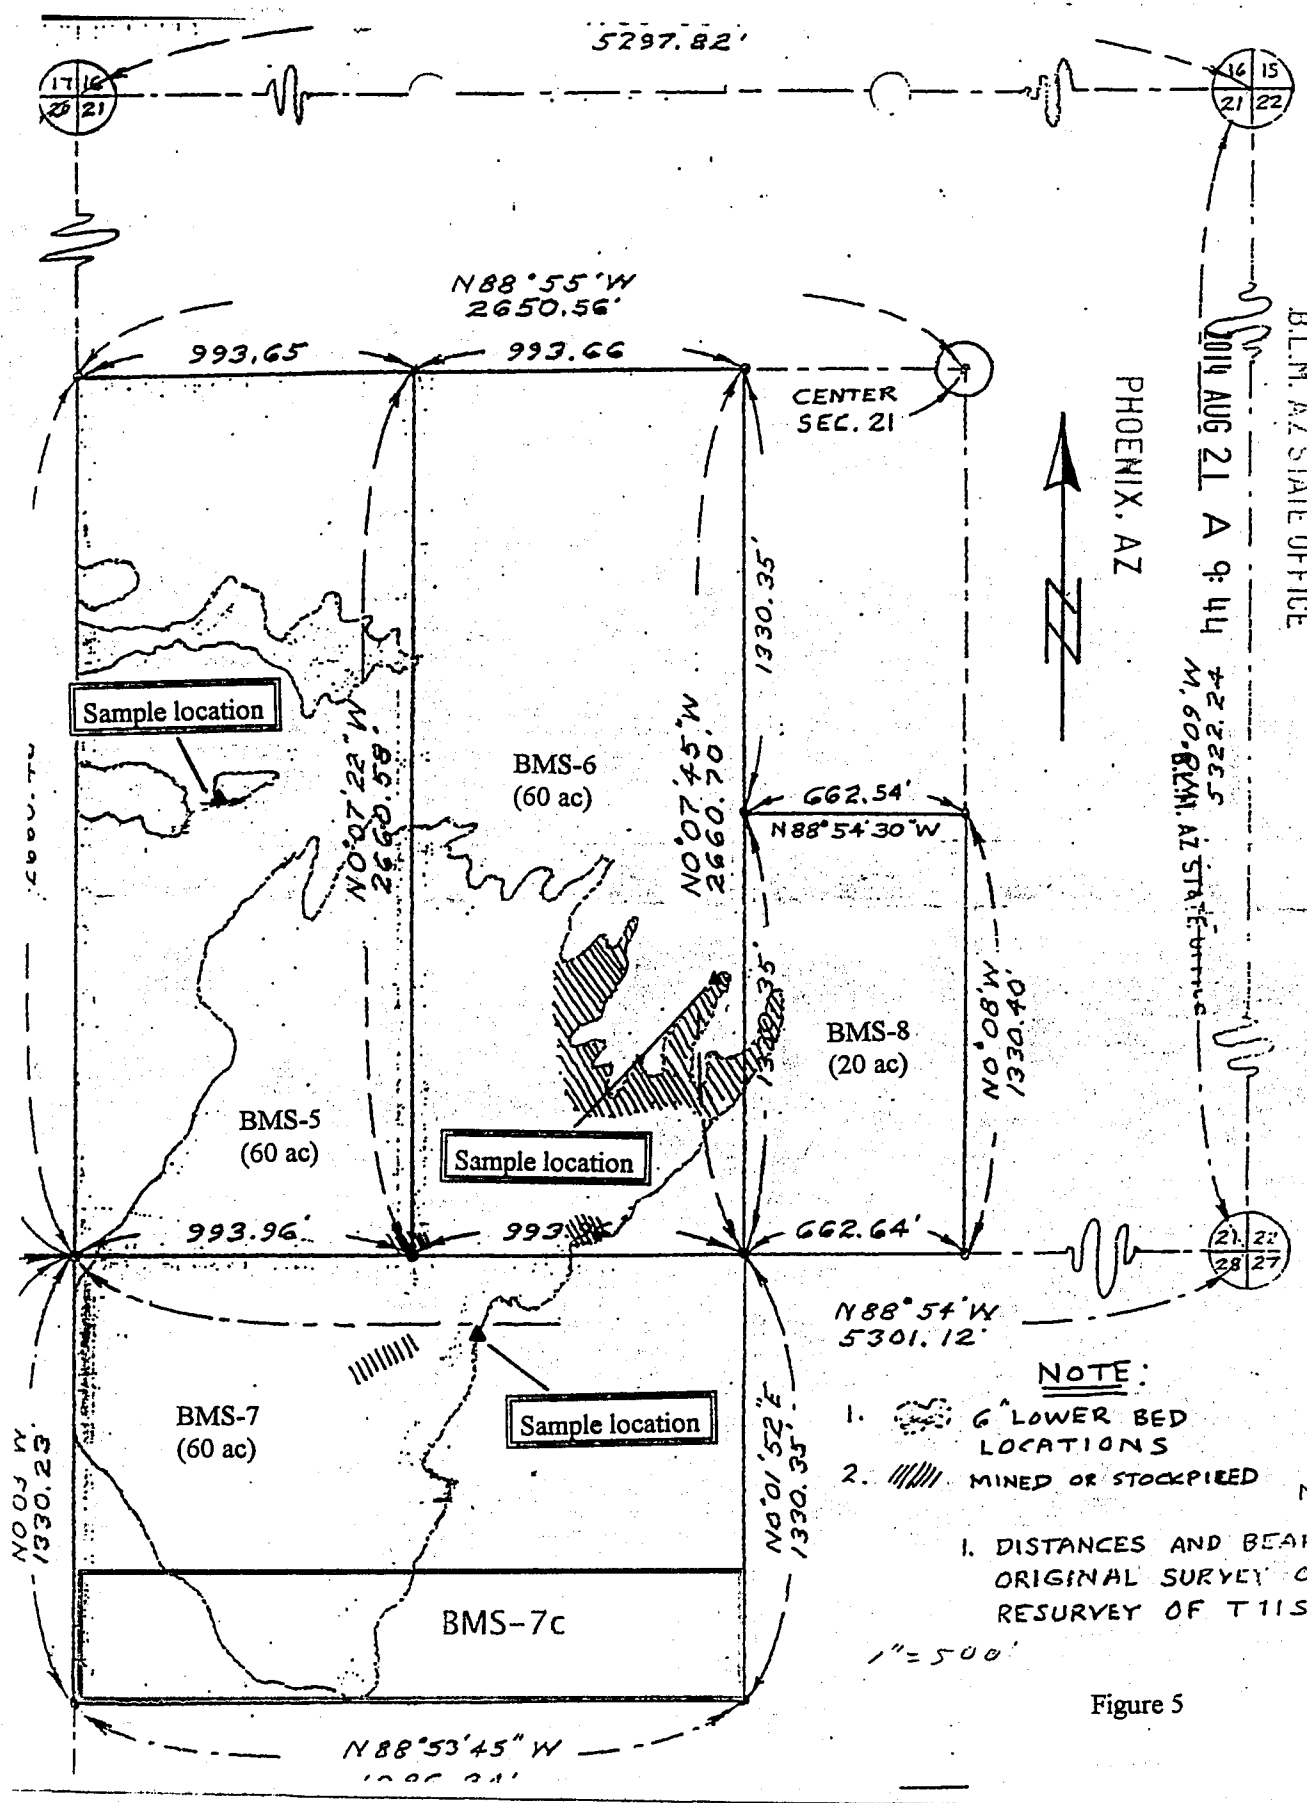 5297.82'
17 16
20 21
16 15
21 22
N88°55'W
2650.56'
993.65
993.66
CENTER
SEC. 21
B.L.M. AZ STATE OFFICE
2014 AUG 21 A 9:44
PHOENIX, AZ
1330.35'
Sample location
N0°07'22"W
2660.58'
BMS-6
(60 ac)
N0°07'45"W
2660.70'
662.54'
N88°54'30"W
5322.24
AZ STATE
1330.35'
BMS-8
(20 ac)
N0°08'W
1330.40'
BMS-5
(60 ac)
Sample location
993.96'
993.
662.64'
21 22
28 27
N88°54'W
5301.12'
NOTE:
1. 6" LOWER BED
LOCATIONS
2. MINED OR STOCKPILED
BMS-7
(60 ac)
Sample location
N0°01'52"E
1330.35'
1330.23'
1. DISTANCES AND BEAR
ORIGINAL SURVEY O
RESURVEY OF T11S
BMS-7c
1"=500'
Figure 5
N88°53'45"W